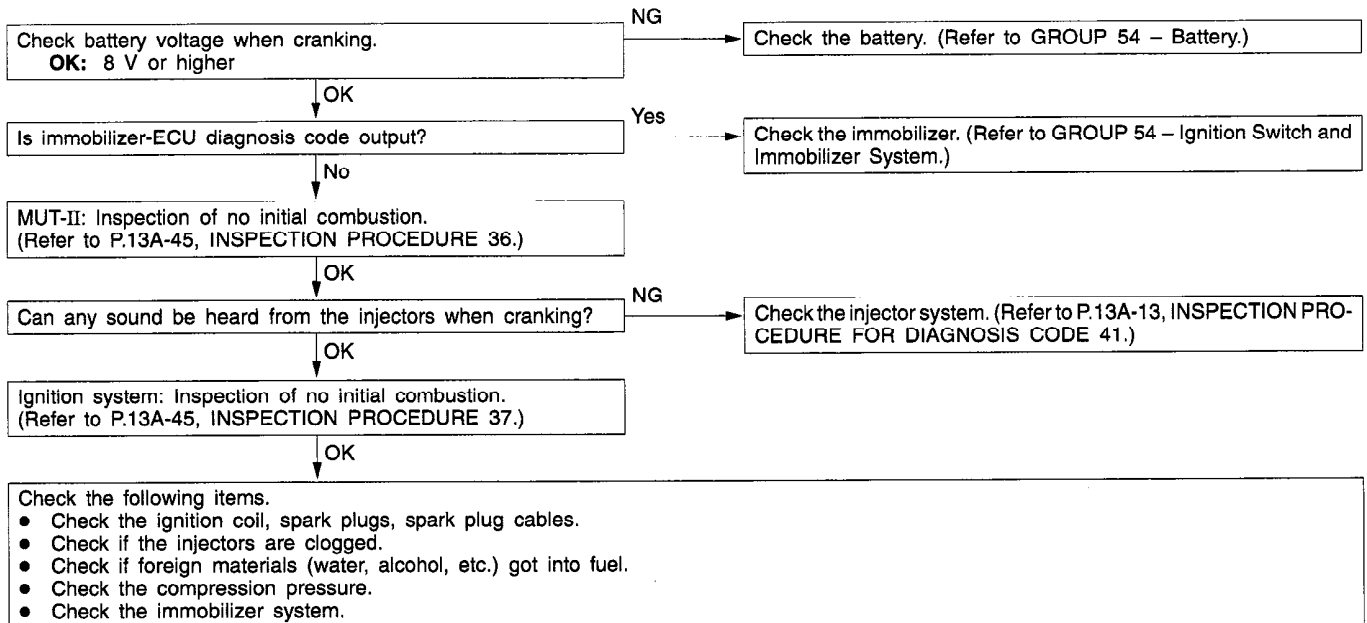 Check battery voltage when cranking.
OK: 8 V or higher
NG
Check the battery. (Refer to GROUP 54 – Battery.)
OK
Is immobilizer-ECU diagnosis code output?
Yes
Check the immobilizer. (Refer to GROUP 54 – Ignition Switch and
Immobilizer System.)
No
MUT-II: Inspection of no initial combustion.
(Refer to P.13A-45, INSPECTION PROCEDURE 36.)
OK
Can any sound be heard from the injectors when cranking?
NG
Check the injector system. (Refer to P.13A-13, INSPECTION PRO-
CEDURE FOR DIAGNOSIS CODE 41.)
OK
Ignition system: Inspection of no initial combustion.
(Refer to P.13A-45, INSPECTION PROCEDURE 37.)
OK
Check the following items.
● Check the ignition coil, spark plugs, spark plug cables.
● Check if the injectors are clogged.
● Check if foreign materials (water, alcohol, etc.) got into fuel.
● Check the compression pressure.
● Check the immobilizer system.